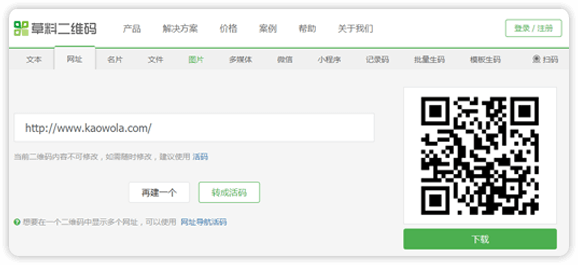 草料二维码 产品 解决方案 价格 案例 帮助 关于我们 登录 / 注册
文本 网址 名片 文件 图片 多媒体 微信 小程序 记录码 批量生码 模板生码 扫码
http://www.kaowola.com/
当前二维码内容不可修改，如需随时修改，建议使用 活码
再建一个 转成活码
想要在一个二维码中显示多个网址，可以使用 网址导航活码
下载